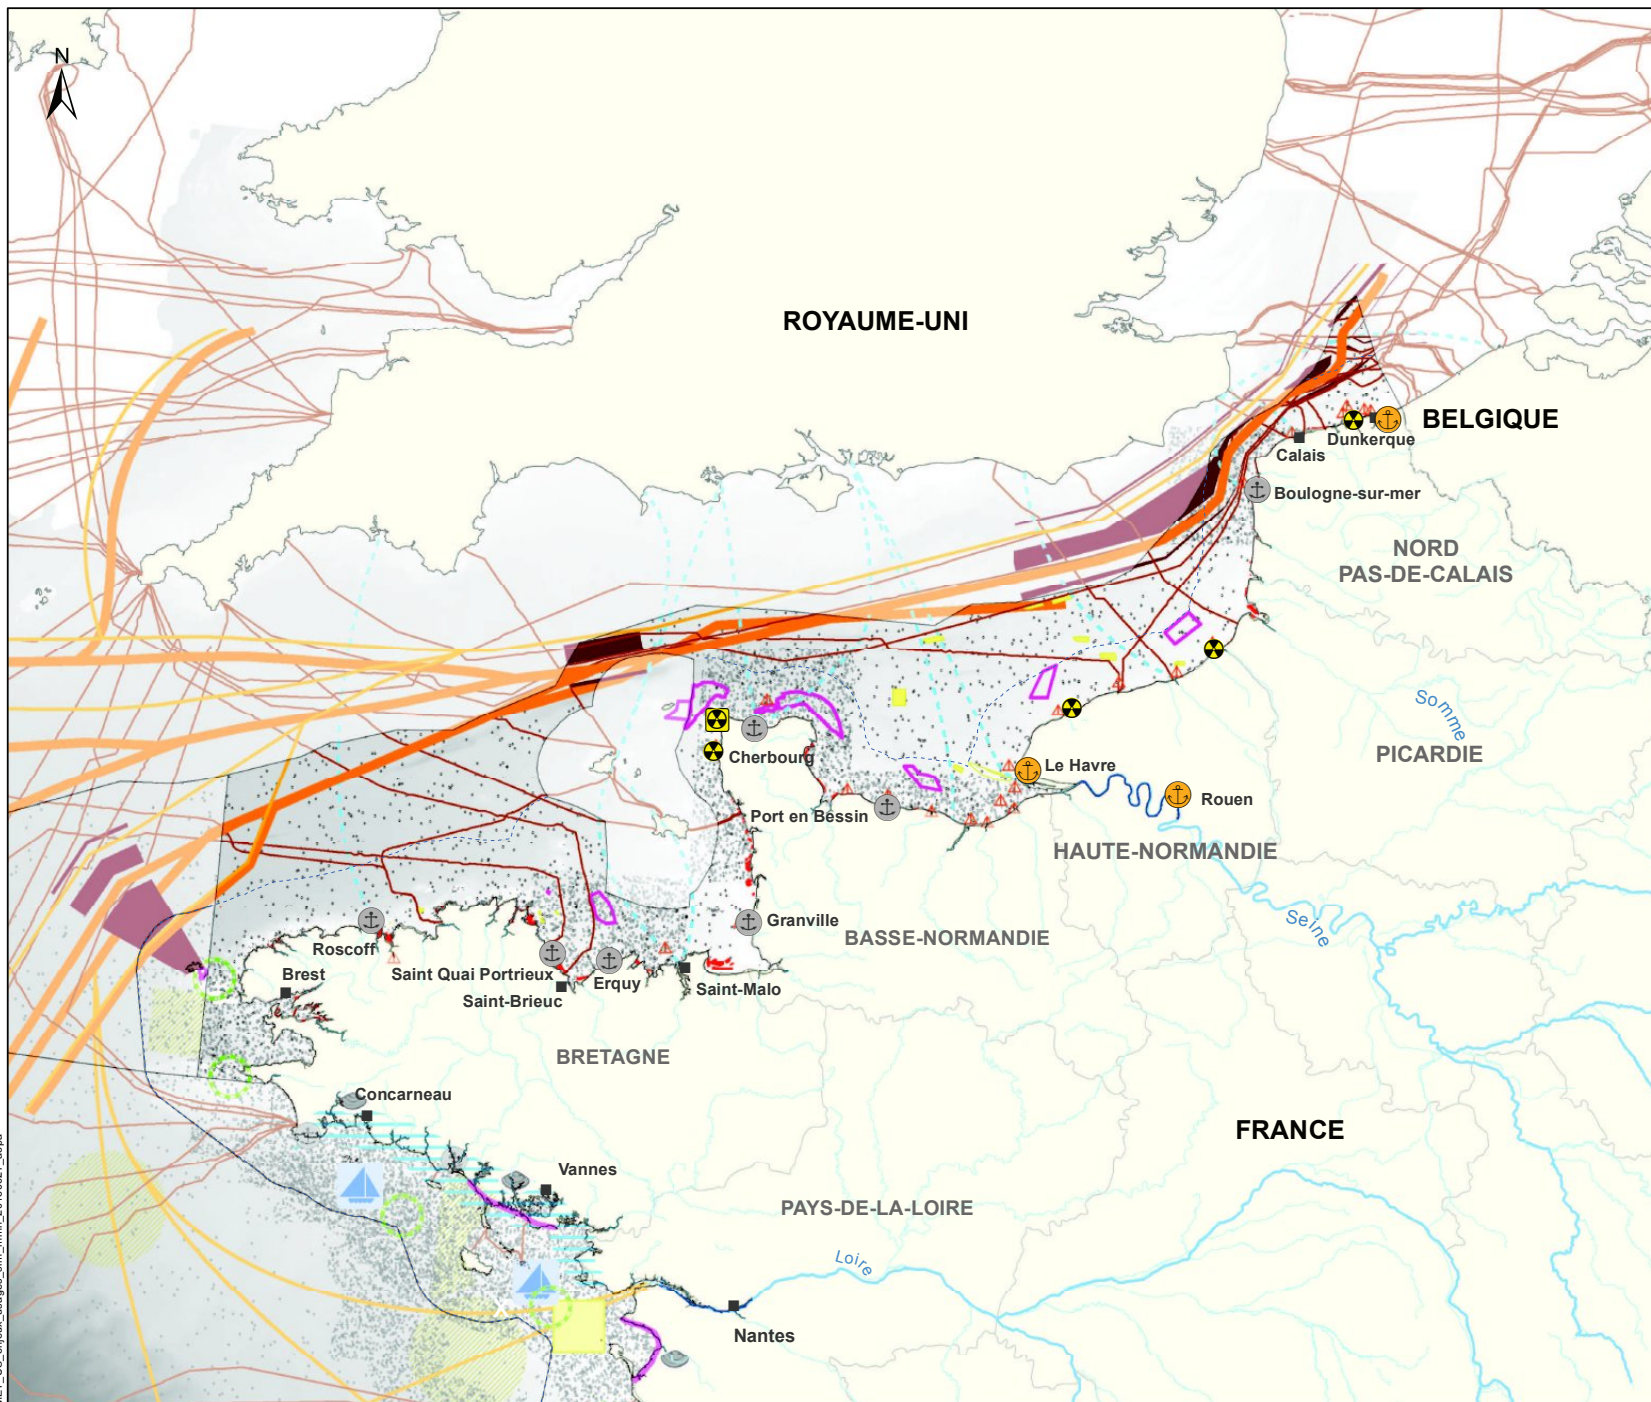 N
ROYAUME-UNI
BELGIQUE
Dunkerque
Calais
Boulogne-sur-mer
NORD
PAS-DE-CALAIS
Somme
PICARDIE
Cherbourg
Le Havre
Rouen
Port en Bessin
HAUTE-NORMANDIE
Granville
BASSE-NORMANDIE
Seine
Roscoff
Brest
Saint Quai Portrieux
Erquy
Saint-Malo
Saint-Brieuc
BRETAGNE
Concarneau
FRANCE
Vannes
PAYS-DE-LA-LOIRE
Loire
Nantes